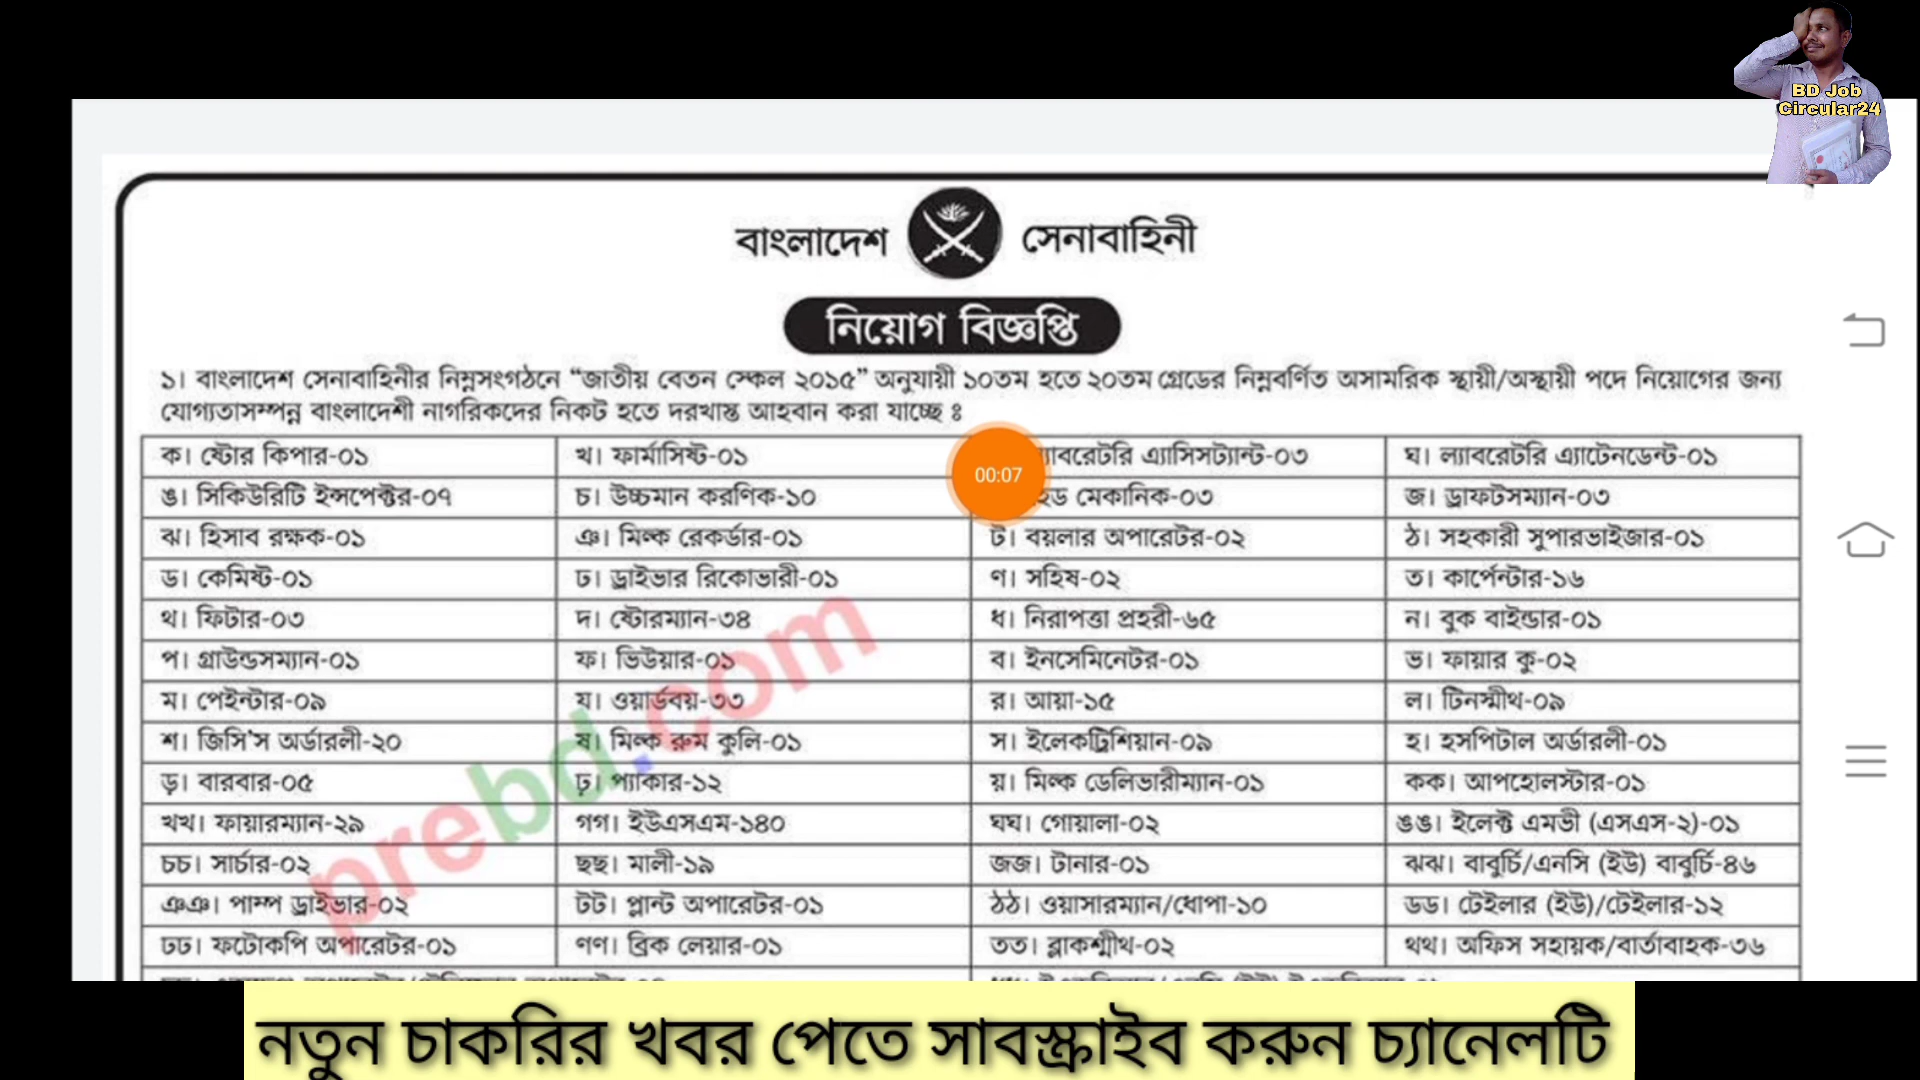 BD Job
Circular24
বাংলাদেশ সেনাবাহিনী
নিয়োগ বিজ্ঞপ্তি
১। বাংলাদেশ সেনাবাহিনীর নিম্নসংগঠনে “জাতীয় বেতন স্কেল ২০১৫” অনুযায়ী ১০তম হতে ২০তম গ্রেডের নিম্নবর্ণিত অসামরিক স্থায়ী/অস্থায়ী পদে নিয়োগের জন্য
যোগ্যতাসম্পন্ন বাংলাদেশী নাগরিকদের নিকট হতে দরখাস্ত আহবান করা যাচ্ছে ঃ
ক। ষ্টোর কিপার-০১ খ। ফার্মাসিষ্ট-০১ এ্যাসিসট্যান্ট-০৩ ঘ। ল্যাবরেটরি এ্যাটেনডেন্ট-০১
00:07
ঙ। সিকিউরিটি ইন্সপেক্টর-০৭ চ। উচ্চমান করণিক-১০ মেকানিক-০৩ জ। ড্রাফটসম্যান-০৩
ঝ। হিসাব রক্ষক-০১ ঞ। মিল্ক রেকর্ডার-০১ ট। বয়লার অপারেটর-০২ ঠ। সহকারী সুপারভাইজার-০১
ড। কেমিষ্ট-০১ ঢ। ড্রাইভার রিকোভারী-০১ ণ। সহিষ-০২ ত। কার্পেন্টার-১৬
থ। ফিটার-০৩ দ। ষ্টোরম্যান-৩৪ ধ। নিরাপত্তা প্রহরী-৬৫ ন। বুক বাইন্ডার-০১
প। গ্রাউন্ডসম্যান-০১ ফ। ভিউয়ার-০১ ব। ইনসেমিনেটর-০১ ভ। ফায়ার ক্রু-০২
ম। পেইন্টার-০৯ য। ওয়ার্ডবয়-৩৩ র। আয়া-১৫ ল। টিনস্মীথ-০৯
শ। জিসি'স অর্ডারলী-২০ ষ। মিল্ক রুম কুলি-০১ স। ইলেকট্রিশিয়ান-০৯ হ। হসপিটাল অর্ডারলী-০১
ড়। বারবার-০৫ ঢ়। প্যাকার-১২ য়। মিল্ক ডেলিভারীম্যান-০১ কক। আপহোলস্টার-০১
খখ। ফায়ারম্যান-২৯ গগ। ইউএসএম-১৪০ ঘঘ। গোয়ালা-০২ ঙঙ। ইলেক্ট এমভী (এসএস-২)-০১
চচ। সার্চার-০২ ছছ। মালী-১৯ জজ। টানার-০১ ঝঝ। বাবুর্চি/এনসি (ইউ) বাবুর্চি-৪৬
ঞঞ। পাম্প ড্রাইভার-০২ টট। প্লান্ট অপারেটর-০১ ঠঠ। ওয়াসারম্যান/ধোপা-১০ ডড। টেইলার (ইউ)/টেইলার-১২
ঢঢ। ফটোকপি অপারেটর-০১ ণণ। ব্রিক লেয়ার-০১ তত। ব্লাকশ্মীথ-০২ থথ। অফিস সহায়ক/বার্তাবাহক-৩৬
prebd.com
নতুন চাকরির খবর পেতে সাবস্ক্রাইব করুন চ্যানেলটি